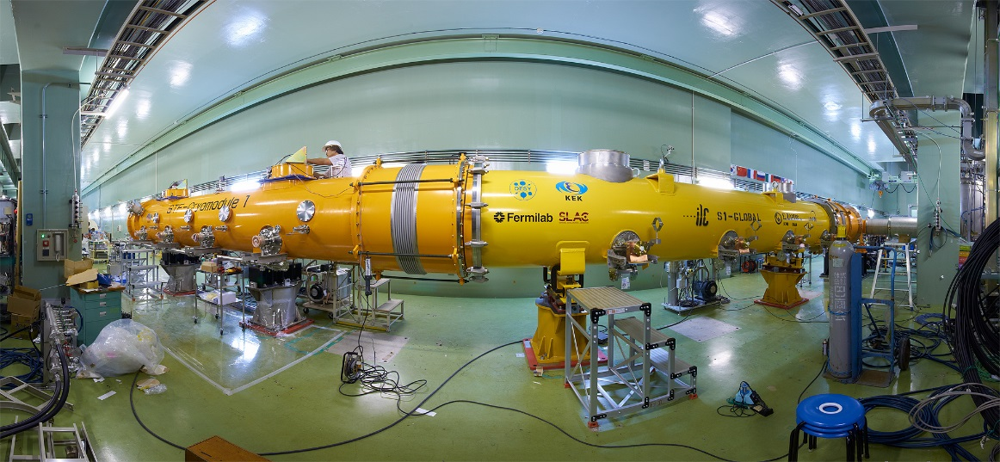 STF-Cryomodule 1
DESY
KEK
Fermilab
SLAC
ilc
S1-GLOBAL